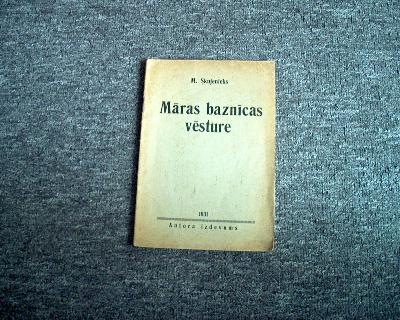 M. Skujenieks
Māras baznīcas
vēsture
1931
Autora izdevums